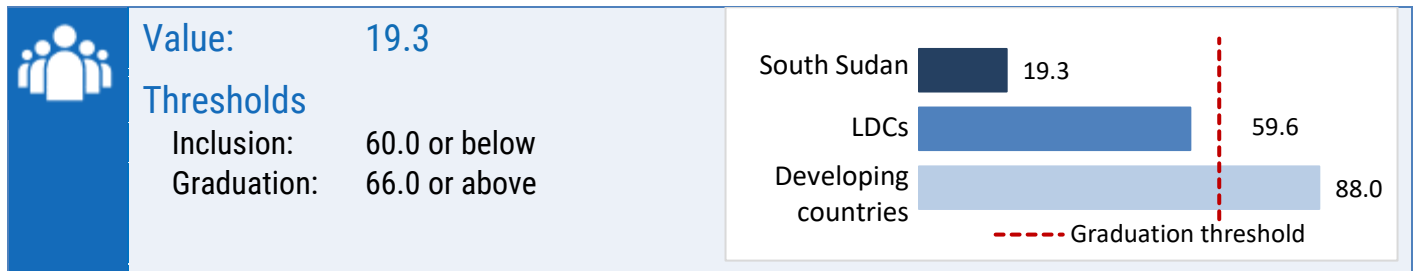 Value: 19.3
Thresholds
Inclusion: 60.0 or below
Graduation: 66.0 or above
South Sudan 19.3
LDCs 59.6
Developing
countries 88.0
Graduation threshold